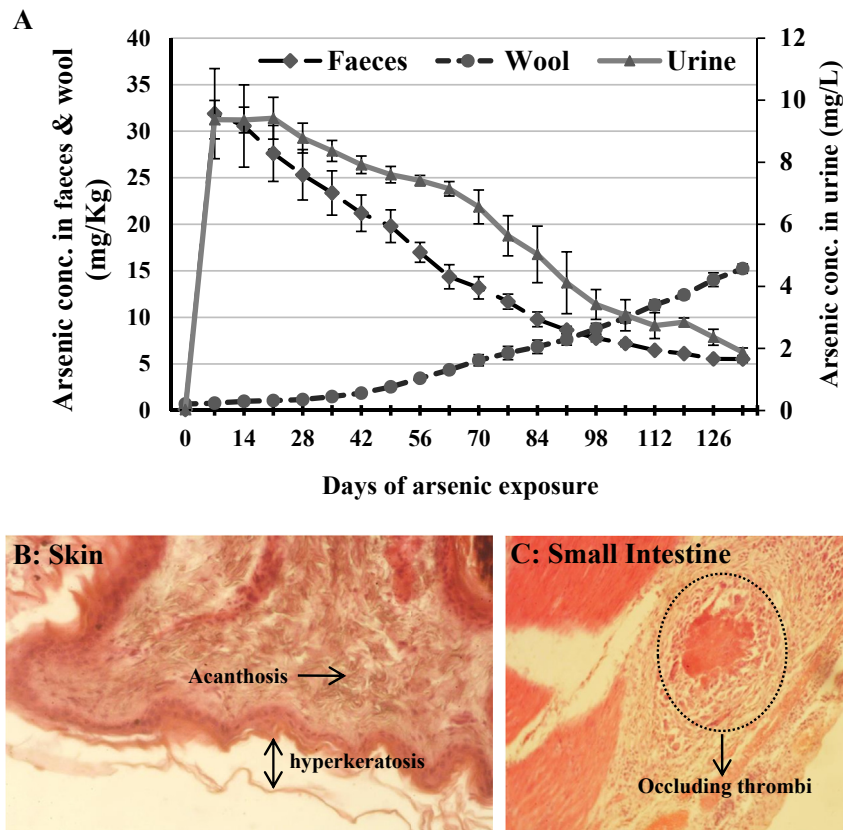 A
Arsenic conc. in faeces & wool
(mg/Kg)
40
35
30
25
20
15
10
5
0
Faeces
Wool
Urine
12
10
8
6
4
2
0
Arsenic conc. in urine (mg/L)
0
14
28
42
56
70
84
98
112
126
Days of arsenic exposure
B: Skin
Acanthosis
hyperkeratosis
C: Small Intestine
Occluding thrombi